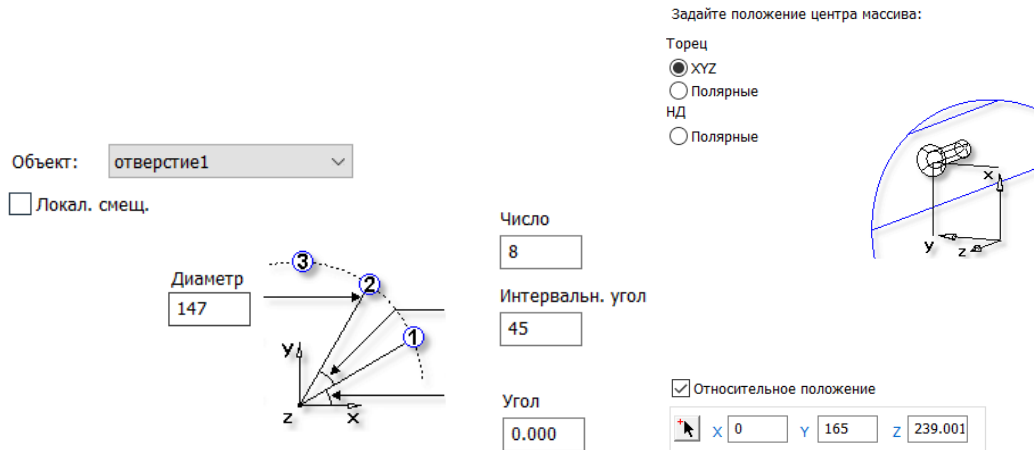 Задайте положение центра массива:
Торец
XYZ
Полярные
НД
Полярные
Объект: отверстие1
Локал. смещ.
x
y
z
Число
8
Диаметр
147
3
2
1
y
z
x
Интервальн. угол
45
Угол
0.000
Относительное положение
X 0 Y 165 Z 239.001